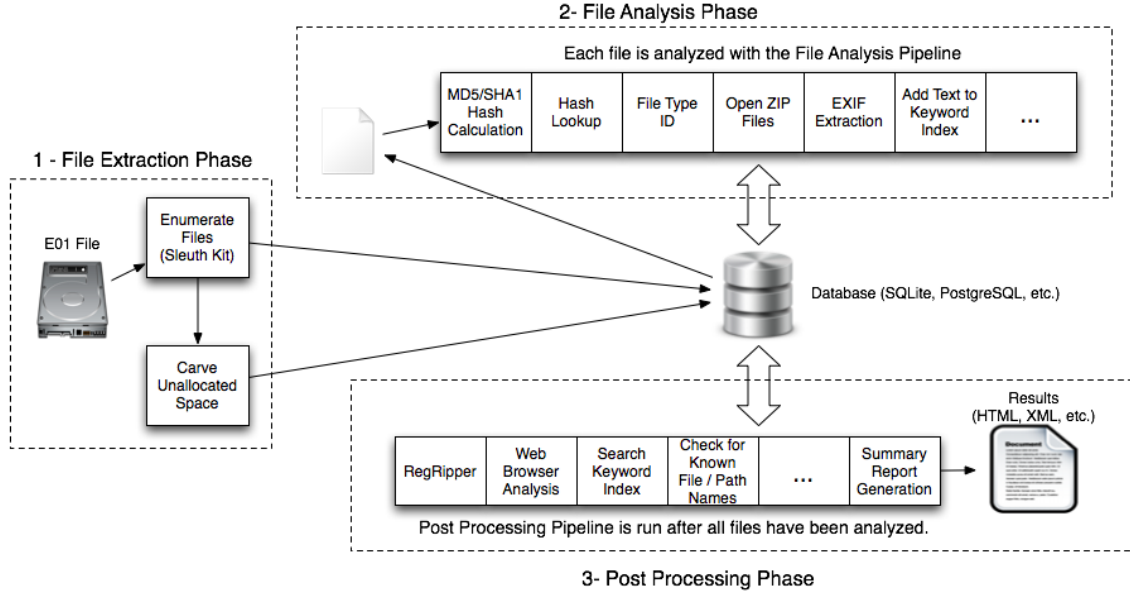 2- File Analysis Phase
Each file is analyzed with the File Analysis Pipeline
MD5/SHA1
Hash
Calculation
Hash
Lookup
File Type
ID
Open ZIP
Files
EXIF
Extraction
Add Text to
Keyword
Index
...
1 - File Extraction Phase
E01 File
Enumerate
Files
(Sleuth Kit)
Carve
Unallocated
Space
Database (SQLite, PostgreSQL, etc.)
Results
(HTML, XML, etc.)
RegRipper
Web
Browser
Analysis
Search
Keyword
Index
Check for
Known
File / Path
Names
...
Summary
Report
Generation
Document
Post Processing Pipeline is run after all files have been analyzed.
3- Post Processing Phase